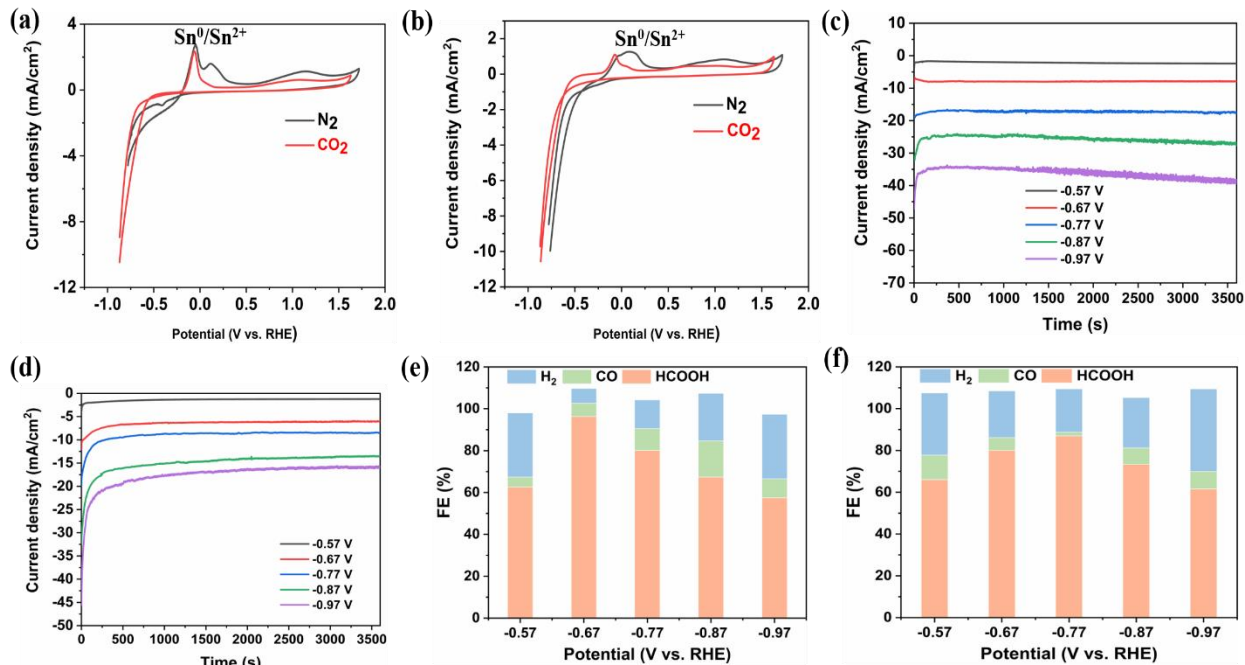 (a)
Sn⁰/Sn²⁺
4
2
0
-4
-8
-12
Current density (mA/cm²)
N₂
CO₂
-0.5 0.0 0.5 1.0 1.5 2.0
Potential (V vs. RHE)
(b)
Sn⁰/Sn²⁺
2
0
-2
-4
-6
-8
-10
-12
Current density (mA/cm²)
N₂
CO₂
-1.0 -0.5 0.0 0.5 1.0 1.5 2.0
Potential (V vs. RHE)
(c)
10
0
-10
-20
-30
-40
-50
-60
-70
Current density (mA/cm²)
-0.57 V
-0.67 V
-0.77 V
-0.87 V
-0.97 V
0 500 1000 1500 2000 2500 3000 3500
Time (s)
(d)
0
-5
-10
-15
-20
-25
-30
-35
-40
-45
-50
Current density (mA/cm²)
-0.57 V
-0.67 V
-0.77 V
-0.87 V
-0.97 V
0 500 1000 1500 2000 2500 3000 3500
Time (s)
(e)
120
100
80
60
40
20
0
FE (%)
H₂ CO HCOOH
-0.57 -0.67 -0.77 -0.87 -0.97
Potential (V vs. RHE)
(f)
120
100
80
60
40
20
0
FE (%)
H₂ CO HCOOH
-0.57 -0.67 -0.77 -0.87 -0.97
Potential (V vs. RHE)